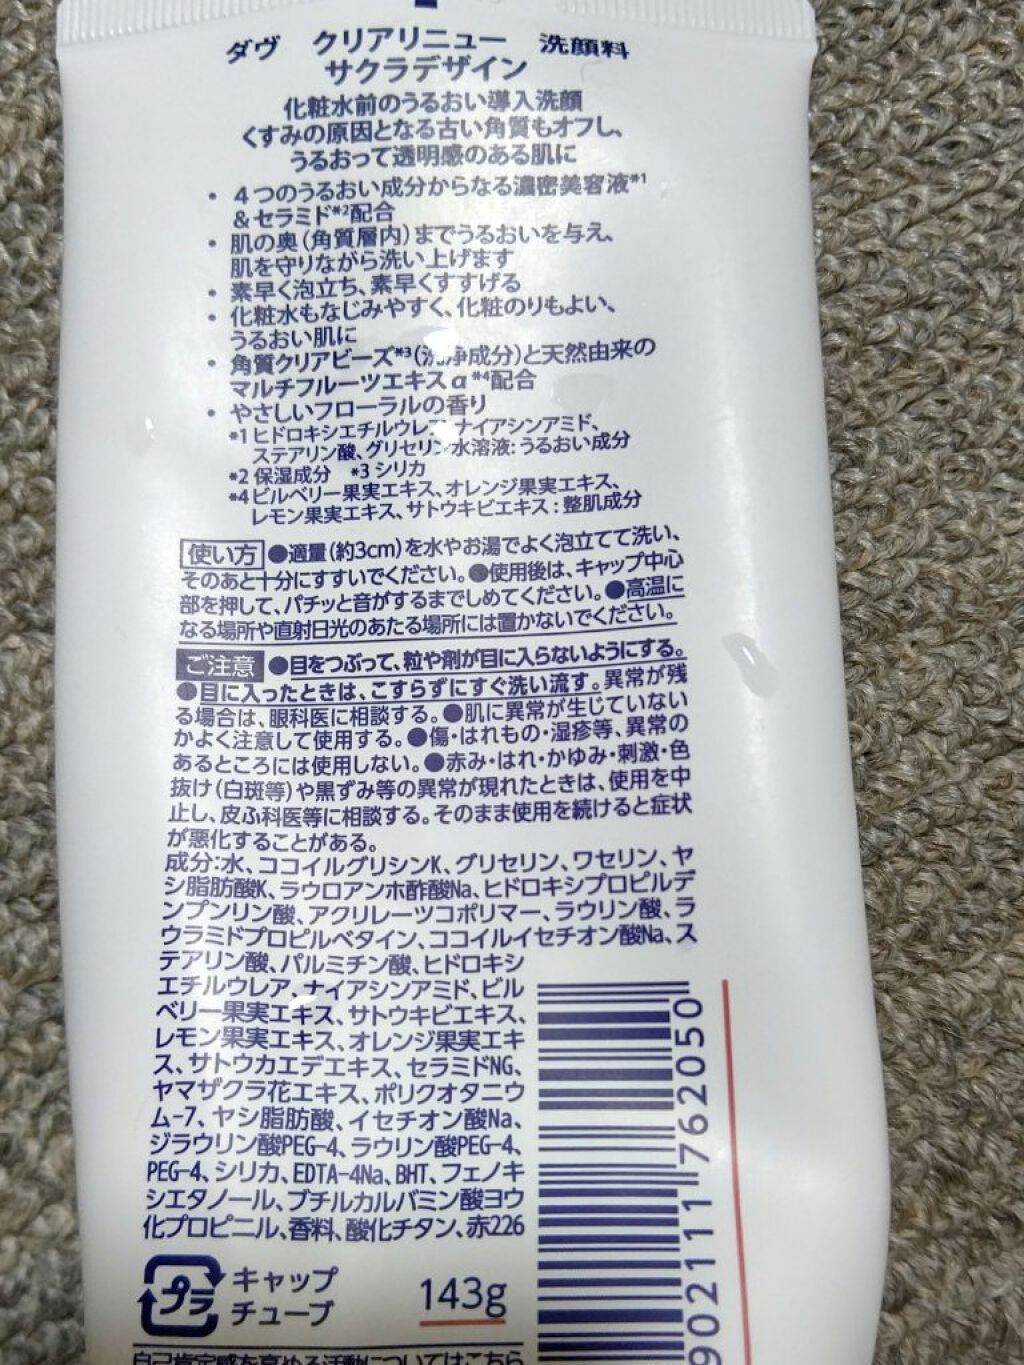 ダヴ クリアリニュー 洗顔料
サクラデザイン
化粧水前のうるおい導入洗顔
くすみの原因となる古い角質もオフし、
うるおって透明感のある肌に
・ 4つのうるおい成分からなる濃密美容液*1
&セラミド*2配合
・ 肌の奥(角質層内)までうるおいを与え、
肌を守りながら洗い上げます
・ 素早く泡立ち、素早くすすげる
・ 化粧水もなじみやすく、化粧のりもよい、
うるおい肌に
・ 角質クリアビーズ*3(洗浄成分)と天然由来の
マルチフルーツエキスα*4配合
・ やさしいフローラルの香り
*1 ヒドロキシエチルウレア、ナイアシンアミド、
ステアリン酸、グリセリン水溶液:うるおい成分
*2 保湿成分 *3 シリカ
*4 ビルベリー果実エキス、オレンジ果実エキス、
レモン果実エキス、サトウキビエキス:整肌成分
使い方 ●適量(約3cm)を水やお湯でよく泡立てて洗い、
そのあと十分にすすいでください。●使用後は、キャップ中心
部を押して、パチッと音がするまでしめてください。●高温に
なる場所や直射日光のあたる場所には置かないでください。
ご注意 ●目をつぶって、粒や剤が目に入らないようにする。
●目に入ったときは、こすらずにすぐ洗い流す。異常が残
る場合は、眼科医に相談する。●肌に異常が生じていない
かよく注意して使用する。●傷・はれもの・湿疹等、異常の
あるところには使用しない。●赤み・はれ・かゆみ・刺激・色
抜け(白斑等)や黒ずみ等の異常が現れたときは、使用を中
止し、皮ふ科医等に相談する。そのまま使用を続けると症状
が悪化することがある。
成分:水、ココイルグリシンK、グリセリン、ワセリン、ヤ
シ脂肪酸K、ラウロアンホ酢酸Na、ヒドロキシプロピルデ
ンプンリン酸、アクリレーツコポリマー、ラウリン酸、ラ
ウラミドプロピルベタイン、ココイルイセチオン酸Na、ス
テアリン酸、パルミチン酸、ヒドロキシ
エチルウレア、ナイアシンアミド、ビル
ベリー果実エキス、サトウキビエキス、
レモン果実エキス、オレンジ果実エキ
ス、サトウカエデエキス、セラミドNG、
ヤマザクラ花エキス、ポリクオタニウ
ム-7、ヤシ脂肪酸、イセチオン酸Na、
ジラウリン酸PEG-4、ラウリン酸PEG-4、
PEG-4、シリカ、EDTA-4Na、BHT、フェノキ
シエタノール、ブチルカルバミン酸ヨウ
化プロピニル、香料、酸化チタン、赤226
プラ キャップ
チューブ
143g
自己肯定感を高める活動についてはこちら
902111 762050